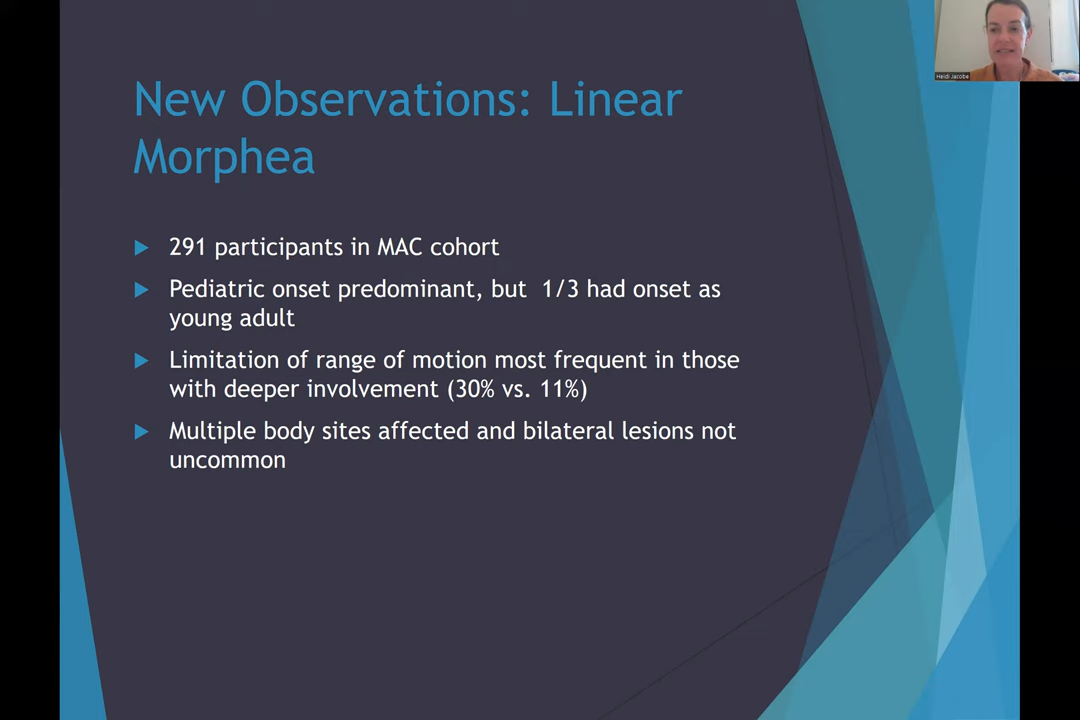 Heidi Jacobe
New Observations: Linear
Morphea
291 participants in MAC cohort
Pediatric onset predominant, but 1/3 had onset as
young adult
Limitation of range of motion most frequent in those
with deeper involvement (30% vs. 11%)
Multiple body sites affected and bilateral lesions not
uncommon